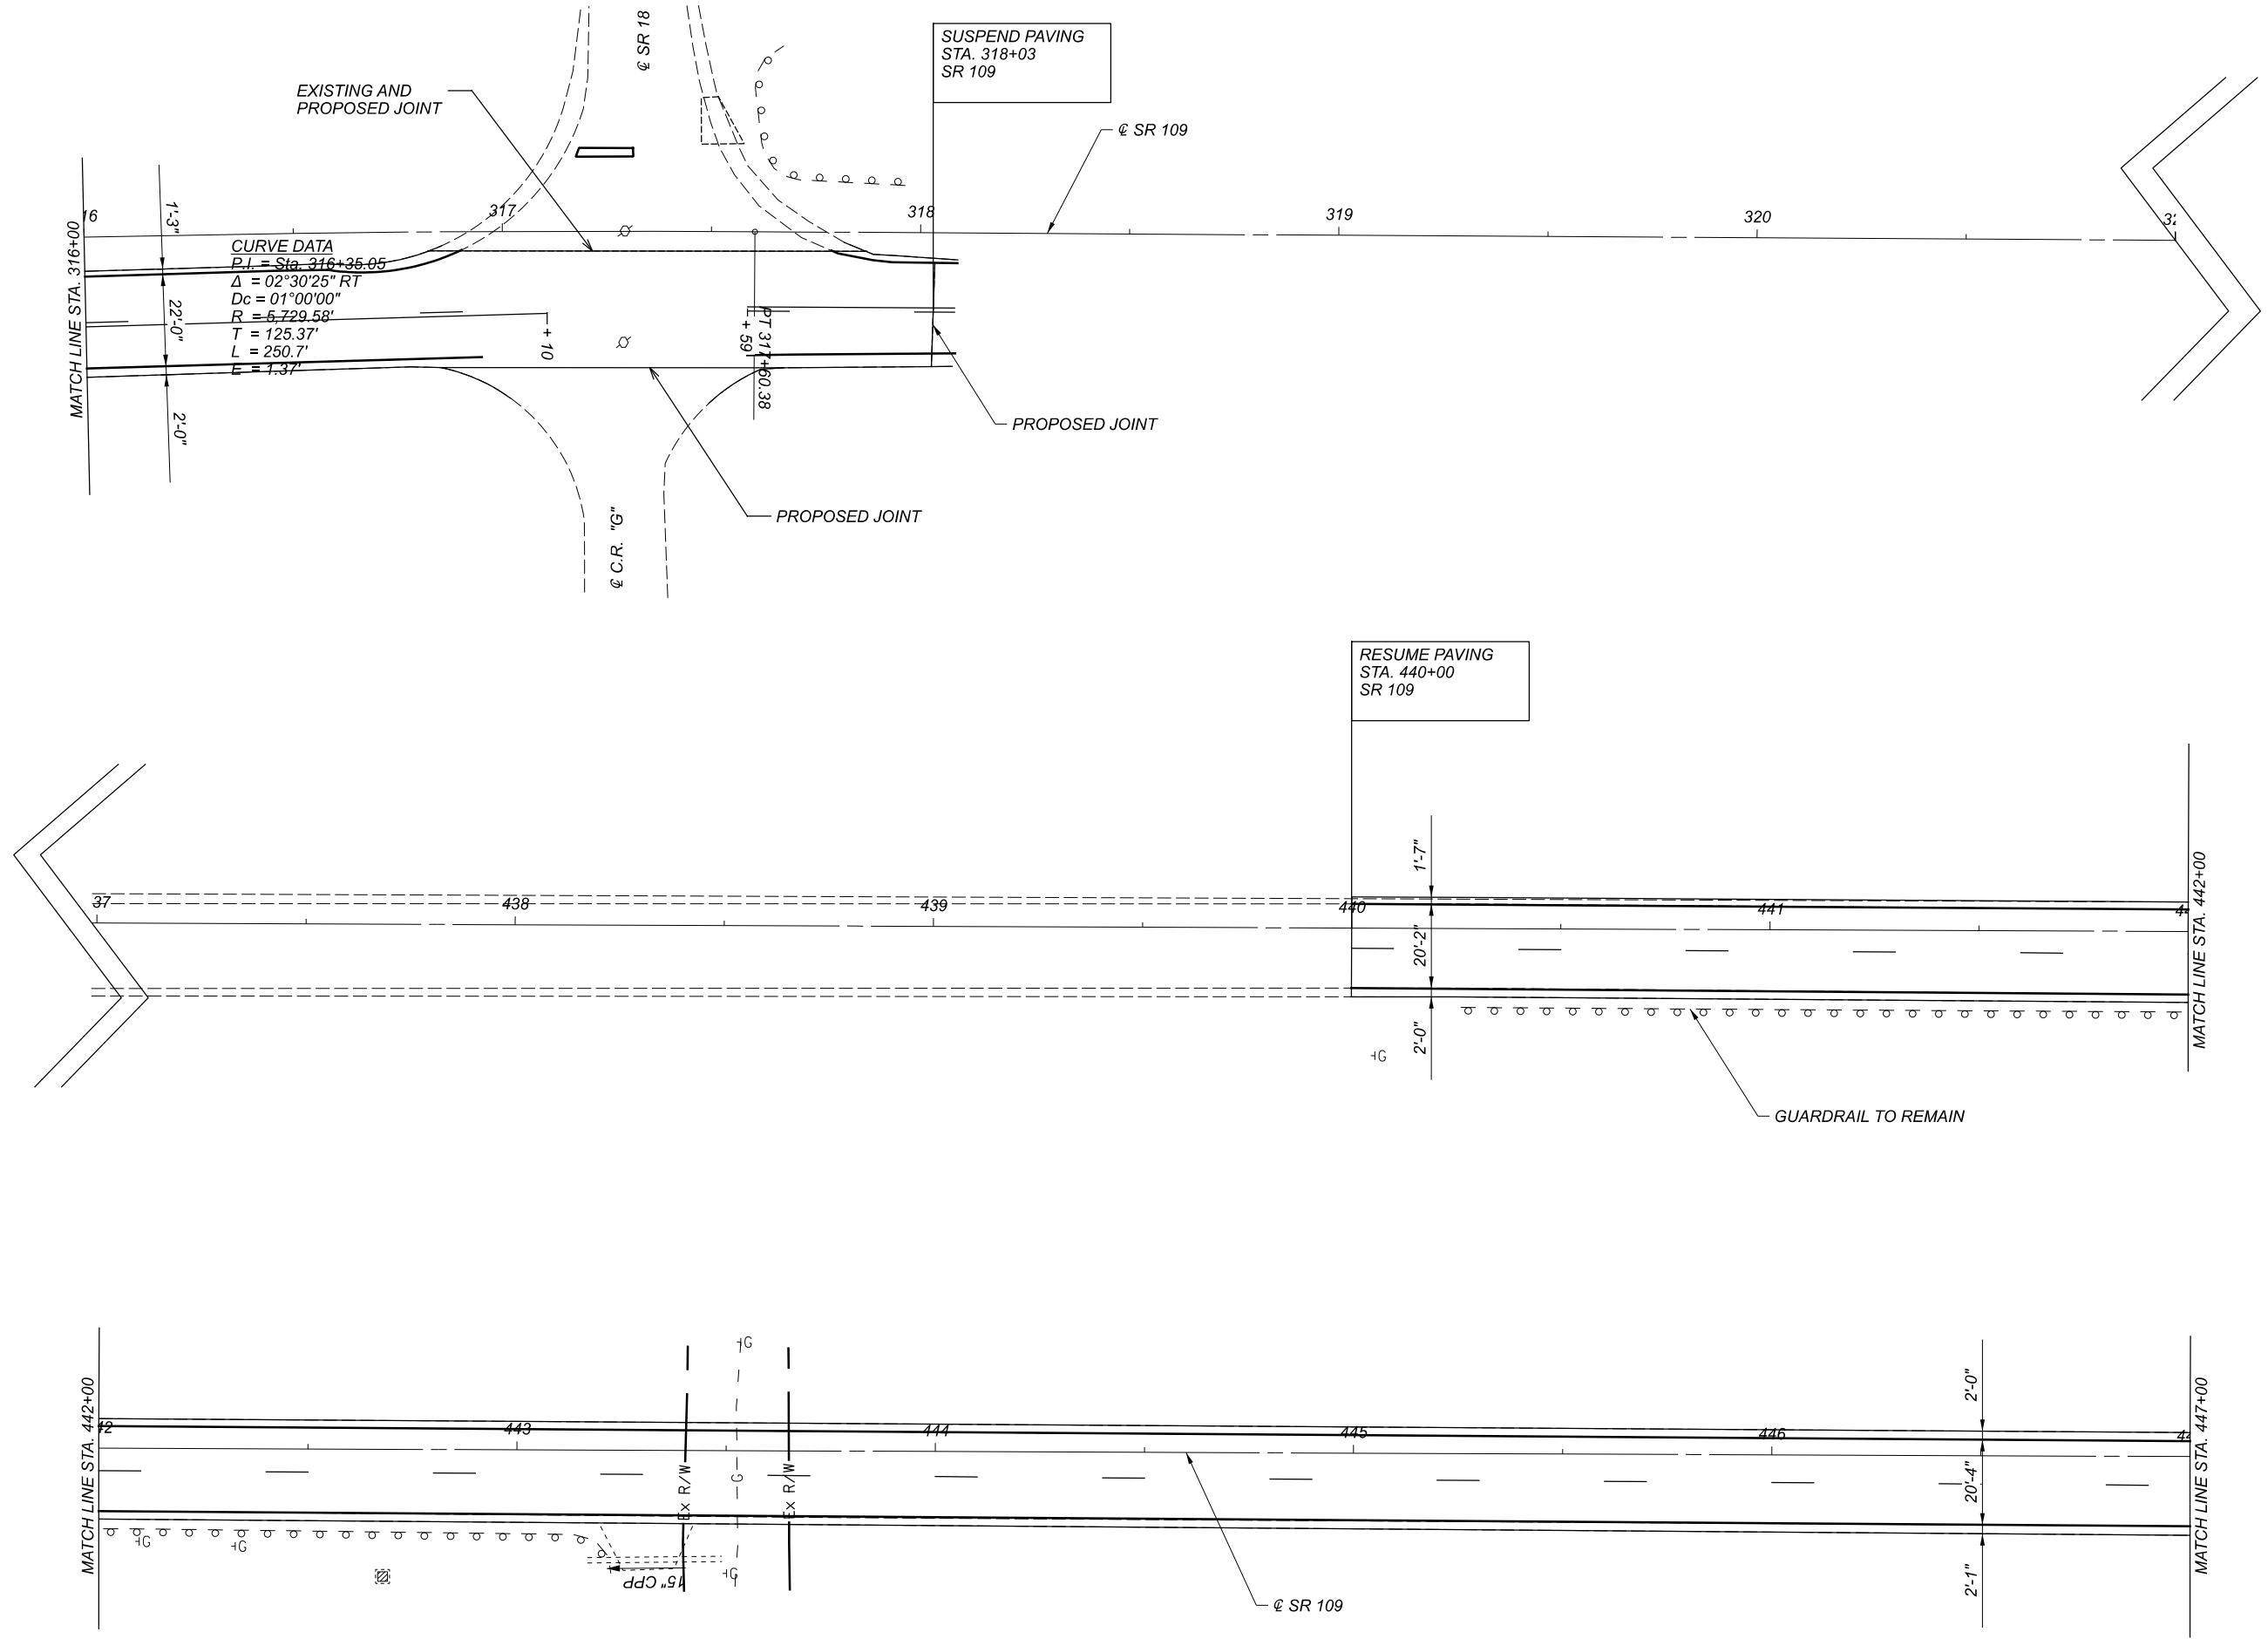 ℄ SR 18
SUSPEND PAVING
STA. 318+03
SR 109
EXISTING AND
PROPOSED JOINT
℄ SR 109
MATCH LINE STA. 316+00
16
317
318
319
320
1'-3"
22'-0"
2'-0"
CURVE DATA
P.I. = Sta. 316+35.05
Δ = 02°30'25" RT
Dc = 01°00'00"
R = 5,729.58'
T = 125.37'
L = 250.7'
E = 1.37'
+ 10
+ 59
PT 317+60.38
PROPOSED JOINT
PROPOSED JOINT
℄ C.R. "G"
RESUME PAVING
STA. 440+00
SR 109
37
438
439
440
441
1'-7"
20'-2"
2'-0"
G
MATCH LINE STA. 442+00
GUARDRAIL TO REMAIN
MATCH LINE STA. 442+00
42
443
444
445
446
G
Ex R/W
G
Ex R/W
G
G
G
15" CPP
2'-0"
20'-4"
2'-1"
MATCH LINE STA. 447+00
℄ SR 109